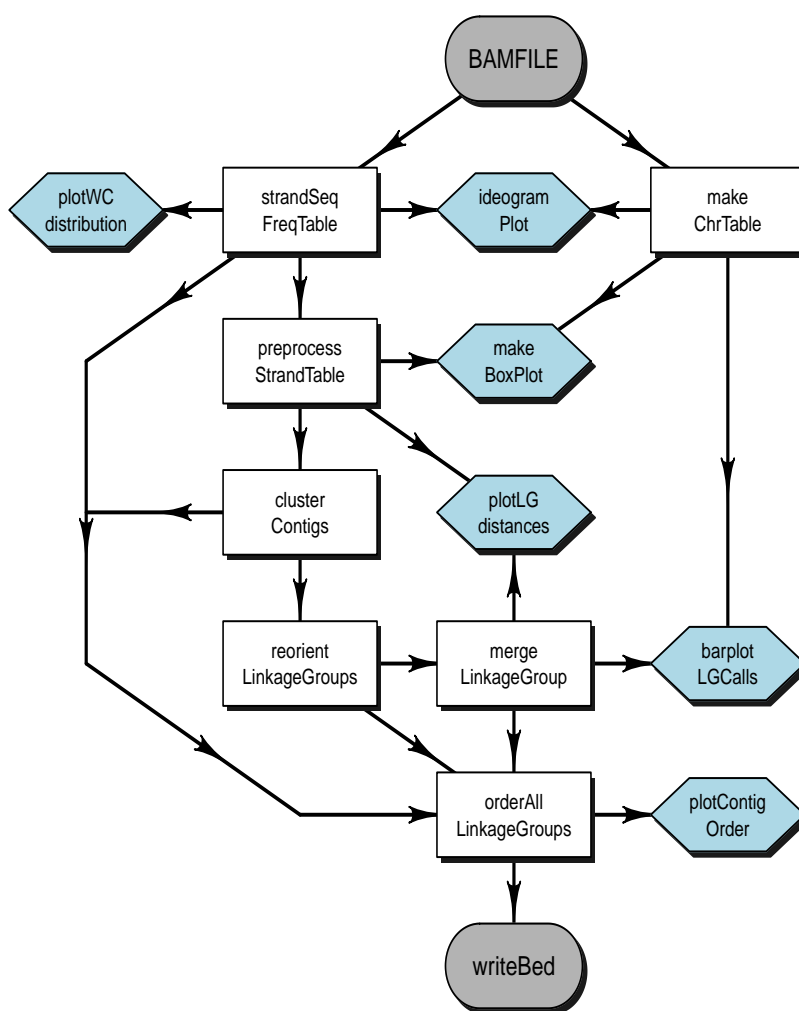 BAMFILE
plotWC
distribution
strandSeq
FreqTable
ideogram
Plot
make
ChrTable
preprocess
StrandTable
make
BoxPlot
cluster
Contigs
plotLG
distances
reorient
LinkageGroups
merge
LinkageGroup
barplot
LGCalls
orderAll
LinkageGroups
plotContig
Order
writeBed